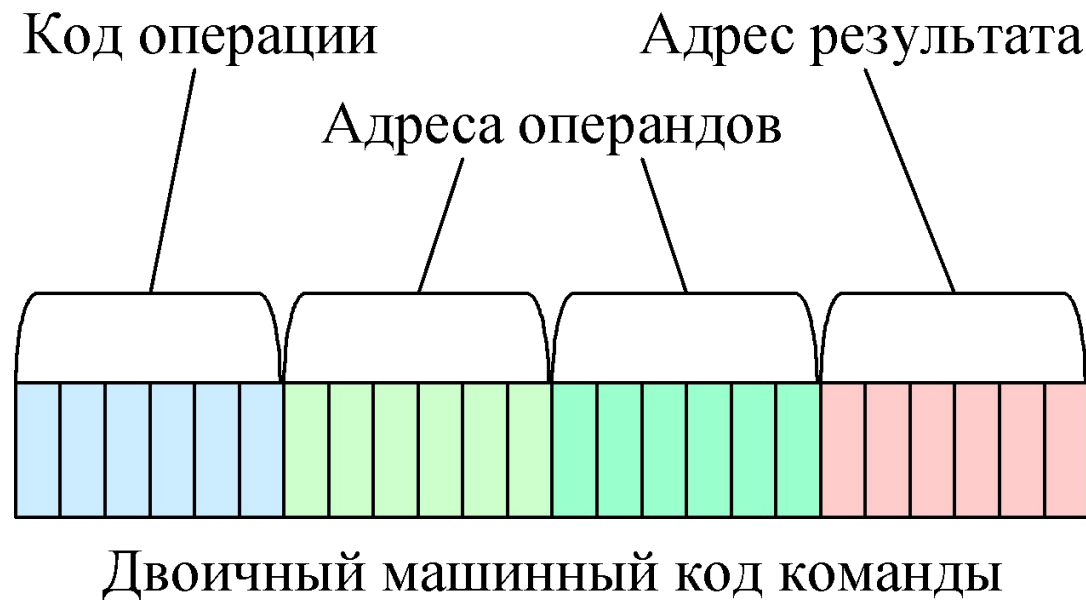 Код операции
Адрес результата
Адреса операндов
Двоичный машинный код команды